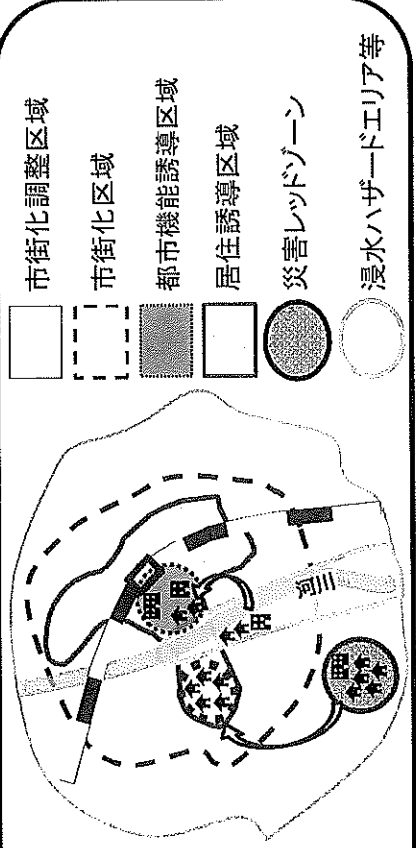 市街化調整区域
市街化区域
都市機能誘導区域
居住誘導区域
災害レッドゾーン
浸水ハザードエリア等
河川